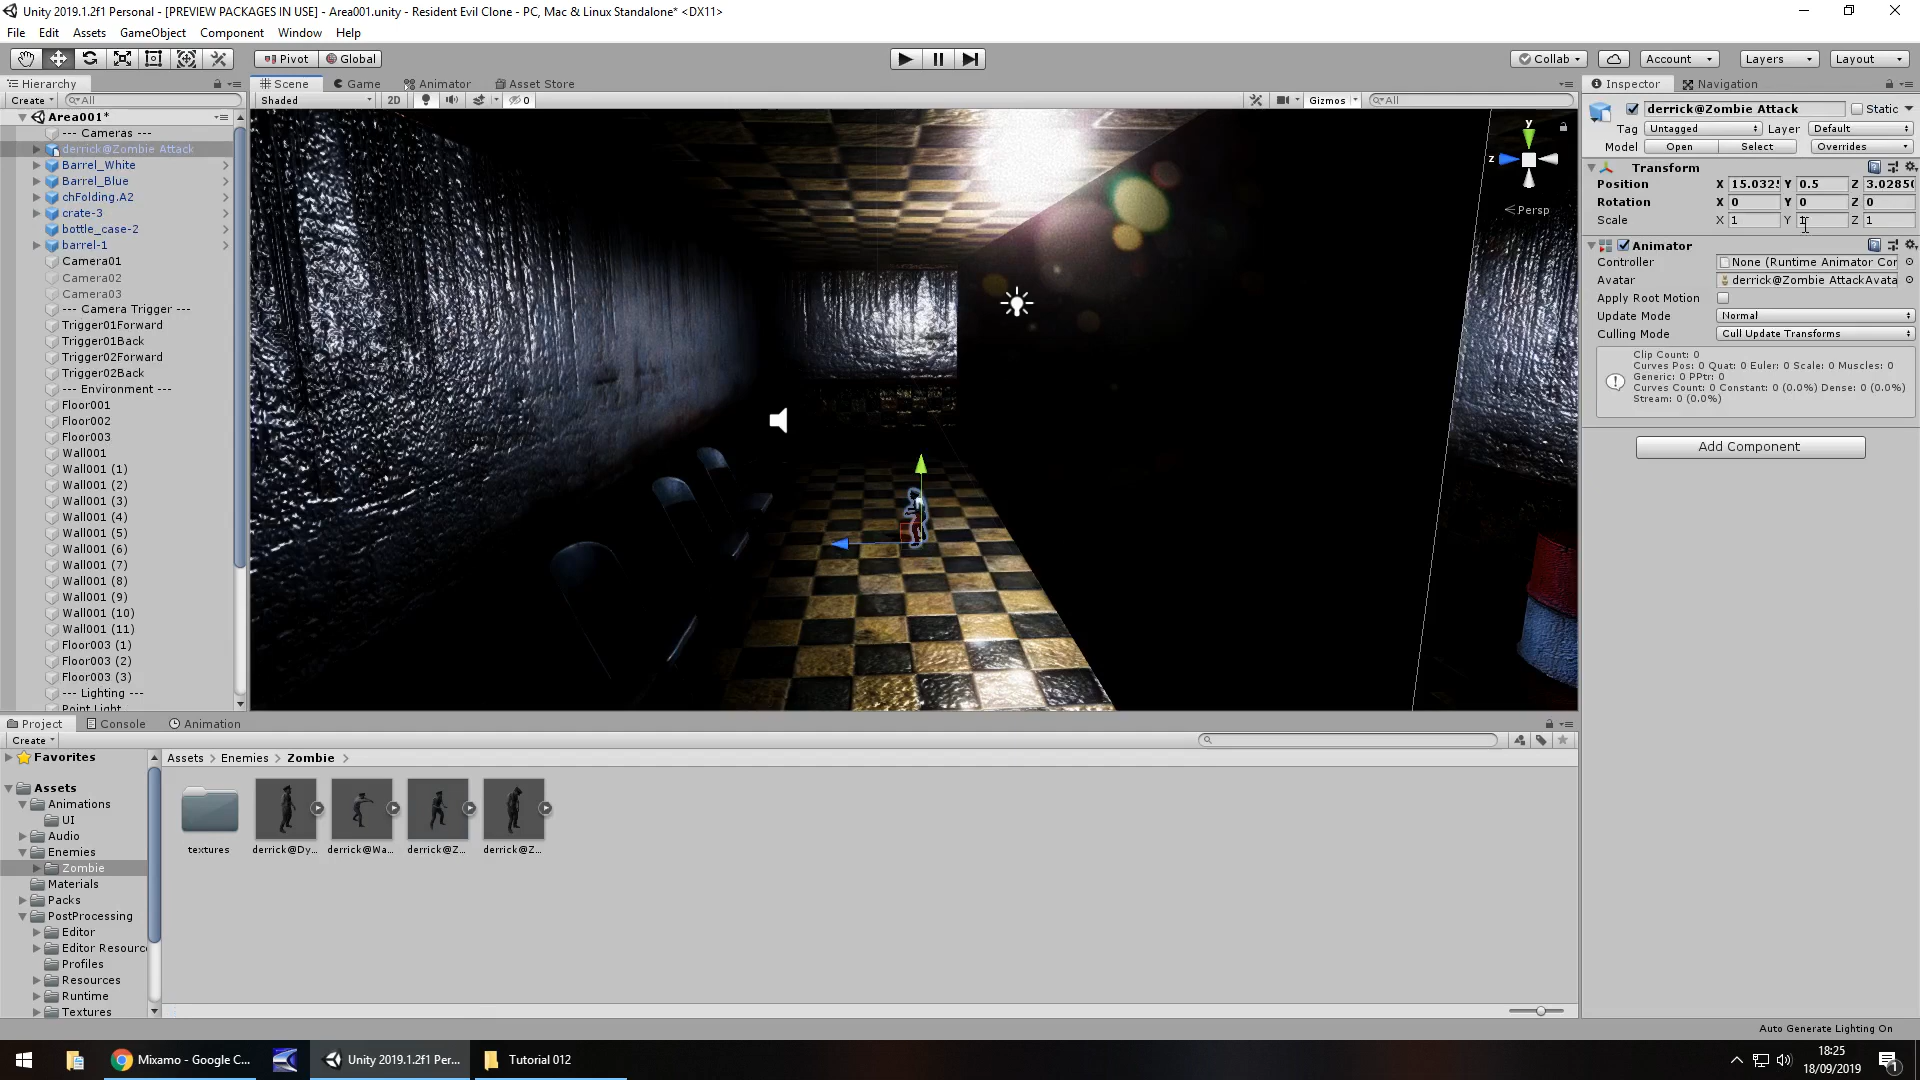 Unity 2019.1.2f1 Personal - [PREVIEW PACKAGES IN USE] - Area001.unity - Resident Evil Clone - PC, Mac & Linux Standalone* <DX11>
File Edit Assets GameObject Component Window Help
Pivot Global Collab Account Layers Layout
Hierarchy
Create All
Area001*
--- Cameras ---
derrick@Zombie Attack
Barrel_White
Barrel_Blue
chFolding.A2
crate-3
bottle_case-2
barrel-1
Camera01
Camera02
Camera03
--- Camera Trigger ---
Trigger01Forward
Trigger01Back
Trigger02Forward
Trigger02Back
--- Environment ---
Floor001
Floor002
Floor003
Wall001
Wall001 (1)
Wall001 (2)
Wall001 (3)
Wall001 (4)
Wall001 (5)
Wall001 (6)
Wall001 (7)
Wall001 (8)
Wall001 (9)
Wall001 (10)
Wall001 (11)
Floor003 (1)
Floor003 (2)
Floor003 (3)
--- Lighting ---
Point Light
Scene Game Animator Asset Store
Shaded 2D 0 Gizmos All
y
z
Persp
Inspector Navigation
derrick@Zombie Attack Static
Tag Untagged Layer Default
Model Open Select Overrides
Transform
Position X 15.032 Y 0.5 Z 3.0285
Rotation X 0 Y 0 Z 0
Scale X 1 Y 1 Z 1
Animator
Controller None (Runtime Animator Cor
Avatar derrick@Zombie AttackAvata
Apply Root Motion
Update Mode Normal
Culling Mode Cull Update Transforms
Clip Count: 0
Curves Pos: 0 Quat: 0 Euler: 0 Scale: 0 Muscles: 0
Generic: 0 PPtr: 0
Curves Count: 0 Constant: 0 (0.0%) Dense: 0 (0.0%)
Stream: 0 (0.0%)
Add Component
Project Console Animation
Create
Favorites
Assets
Animations
UI
Audio
Enemies
Zombie
Materials
Packs
PostProcessing
Editor
Editor Resourc
Profiles
Resources
Runtime
Textures
Assets > Enemies > Zombie >
textures derrick@Dy... derrick@Wa... derrick@Z... derrick@Z...
Auto Generate Lighting On
Mixamo - Google C... Unity 2019.1.2f1 Per... Tutorial 012
18:25
18/09/2019
1